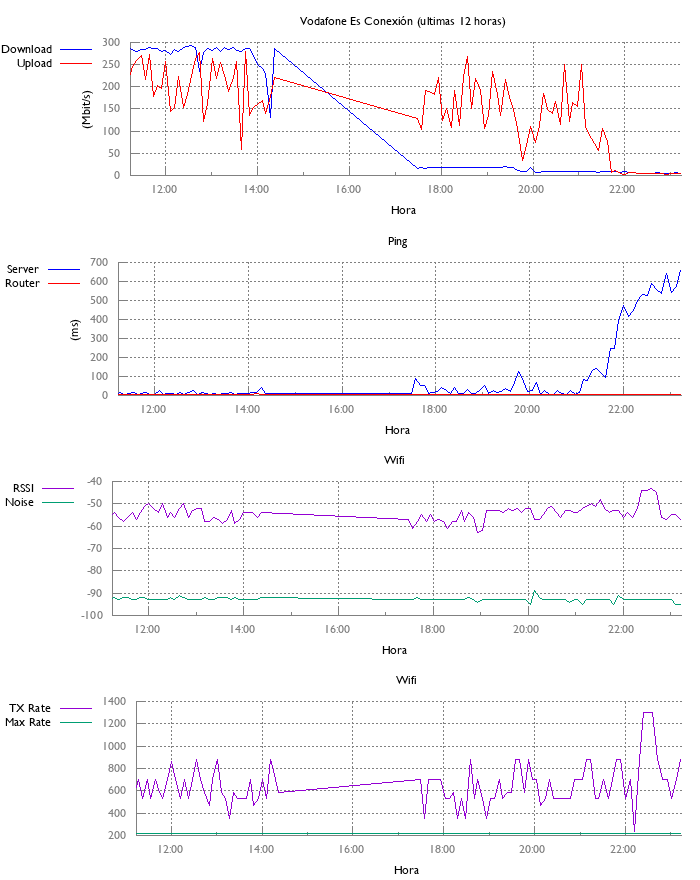 Vodafone Es Conexión (ultimas 12 horas)
Download
Upload
(Mbit/s)
300
250
200
150
100
50
0
12:00 14:00 16:00 18:00 20:00 22:00
Hora
Ping
Server
Router
(ms)
700
600
500
400
300
200
100
0
12:00 14:00 16:00 18:00 20:00 22:00
Hora
Wifi
RSSI
Noise
-40
-50
-60
-70
-80
-90
-100
12:00 14:00 16:00 18:00 20:00 22:00
Hora
Wifi
TX Rate
Max Rate
1400
1200
1000
800
600
400
200
12:00 14:00 16:00 18:00 20:00 22:00
Hora